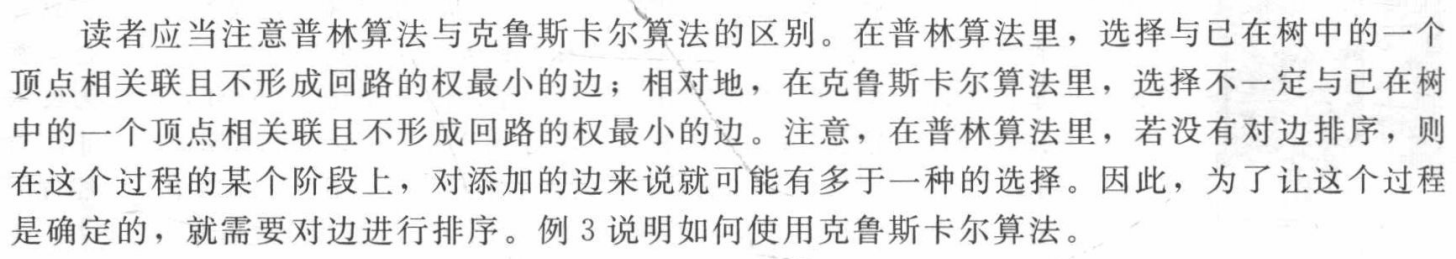 读者应当注意普林算法与克鲁斯卡尔算法的区别。在普林算法里，选择与已在树中的一个
顶点相关联且不形成回路的权最小的边；相对地，在克鲁斯卡尔算法里，选择不一定与已在树
中的一个顶点相关联且不形成回路的权最小的边。注意，在普林算法里，若没有对边排序，则
在这个过程的某个阶段上，对添加的边来说就可能有多于一种的选择。因此，为了让这个过程
是确定的，就需要对边进行排序。例 3 说明如何使用克鲁斯卡尔算法。